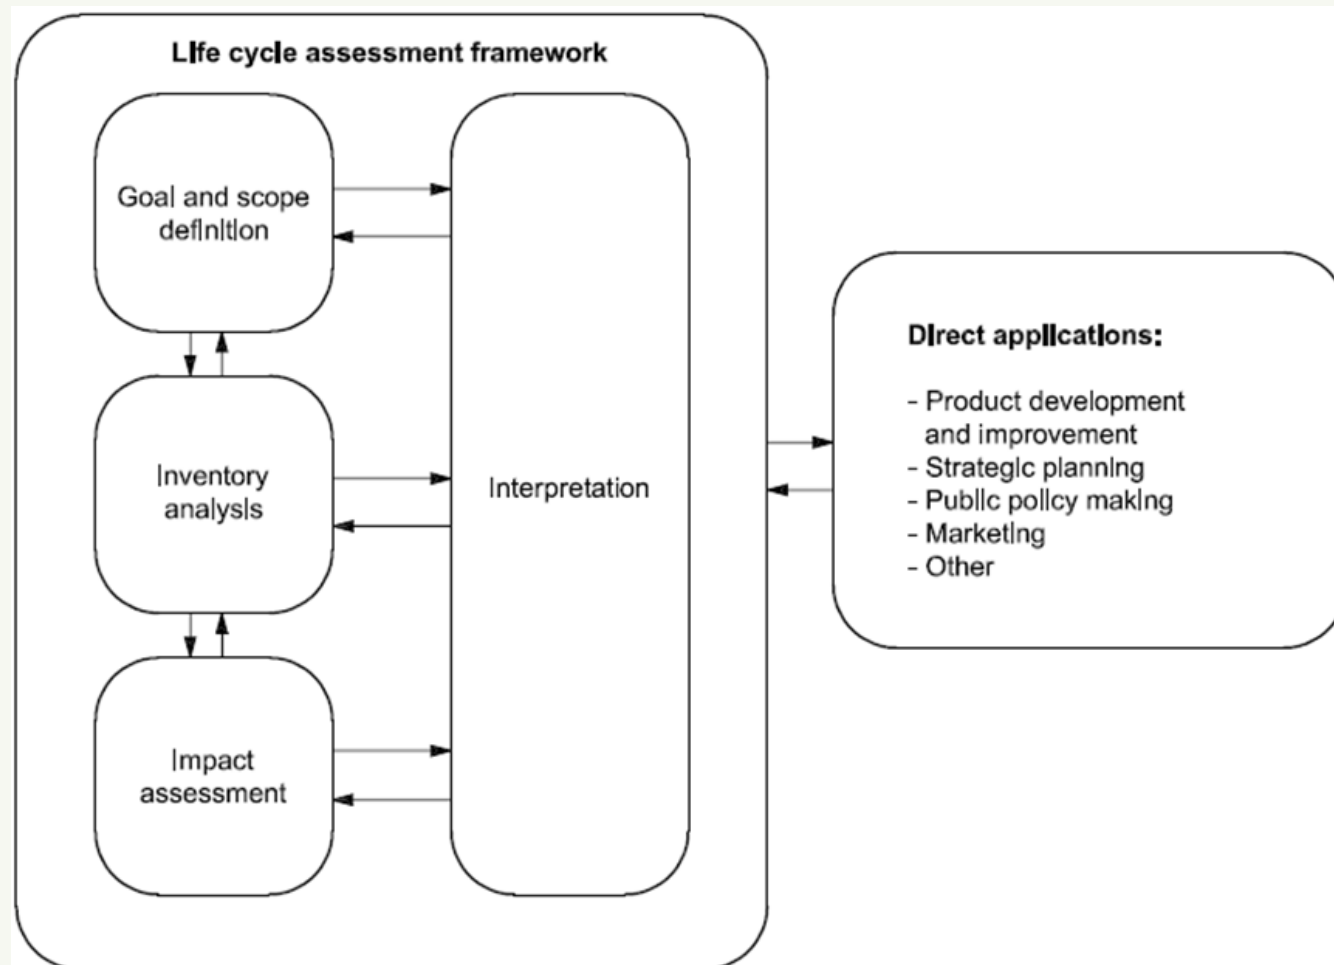 Life cycle assessment framework
Goal and scope
definition
Inventory
analysis
Impact
assessment
Interpretation
Direct applications:
- Product development
and improvement
- Strategic planning
- Public policy making
- Marketing
- Other